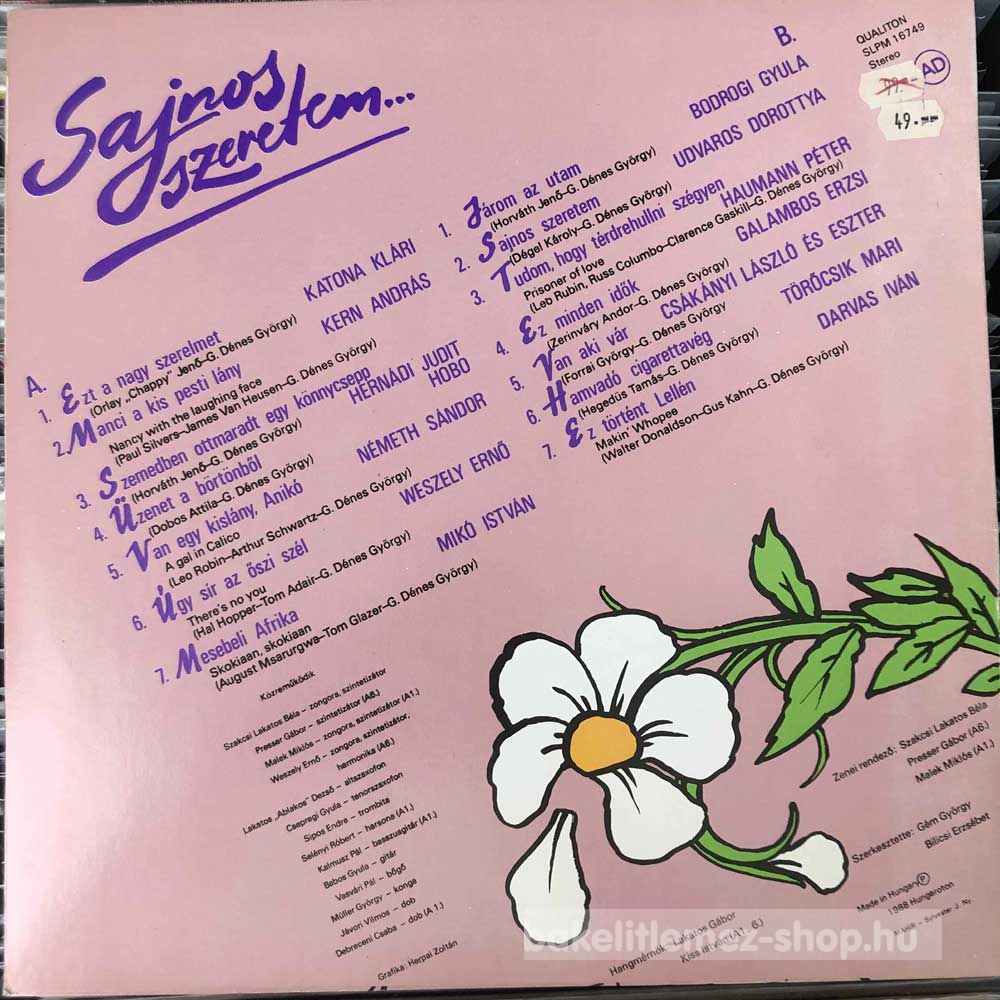 Sajnos
szeretem...
QUALITON
SLPM 16749
Stereo
AD
99.-
49.--
A.
1. Ezt a nagy szerelmet KATONA KLÁRI
(Orlay „Chappy” Jenő–G. Dénes György)
2. Manci a kis pesti lány KERN ANDRÁS
Nancy with the laughing face
(Paul Silvers–James Van Heusen–G. Dénes György)
3. Szemedben ottmaradt egy könnycsepp HERNÁDI JUDIT
(Horváth Jenő–G. Dénes György)
4. Üzenet a börtönből HOBO
(Dobos Attila–G. Dénes György)
5. Van egy kislány, Anikó NÉMETH SÁNDOR
A gal in Calico
(Leo Robin–Arthur Schwartz–G. Dénes György)
6. Úgy sír az őszi szél WESZELY ERNŐ
There's no you
(Hal Hopper–Tom Adair–G. Dénes György)
7. Mesebeli Afrika MIKÓ ISTVÁN
Skokiaan, skokiaan
(August Msarurgwa–Tom Glazer–G. Dénes György)
B.
1. Járom az utam BODROGI GYULA
(Horváth Jenő–G. Dénes György)
2. Sajnos szeretem UDVAROS DOROTTYA
(Dégel Károly–G. Dénes György)
3. Tudom, hogy térdrehullni szégyen HAUMANN PÉTER
Prisoner of love
(Leb Rubin, Russ Columbo–Clarence Gaskill–G. Dénes György)
4. Ez minden idők GALAMBOS ERZSI
(Zerinváry Andor–G. Dénes György)
5. Van aki vár CSÁKÁNYI LÁSZLÓ ÉS ESZTER
(Forrai György–G. Dénes György
6. Hamvadó cigarettavég TÖRŐCSIK MARI
(Hegedüs Tamás–G. Dénes György)
7. Ez történt Lellén DARVAS IVÁN
Makin' Whopee
(Walter Donaldson–Gus Kahn–G. Dénes György)
Közreműködik
Szakcsi Lakatos Béla – zongora, szintetizátor
Presser Gábor – szintetizátor (A6.)
Malek Miklós – zongora, szintetizátor (A1.)
Weszely Ernő – zongora, szintetizátor,
harmonika (A6.)
Lakatos „Ablakos” Dezső – altszaxofon
Csepregi Gyula – tenorszaxofon
Sipos Endre – trombita
Selényi Róbert – harsona (A1.)
Kalmusz Pál – basszusgitár (A1.)
Babos Gyula – gitár
Vasvári Pál – bőgő
Müller György – konga
Jávori Vilmos – dob
Debreceni Csaba – dob (A 1.)
Grafika: Herpai Zoltán
Zenei rendező: Szakcsi Lakatos Béla
Presser Gábor (A6.)
Malek Miklós (A1.)
Szerkesztette: Gém György
Bilicsi Erzsébet
Made in Hungary Ⓟ
1988 Hungaroton
Hangmérnök: Lakatos Gábor
Kiss István (A1.–6.)
bakelitlemez-shop.hu